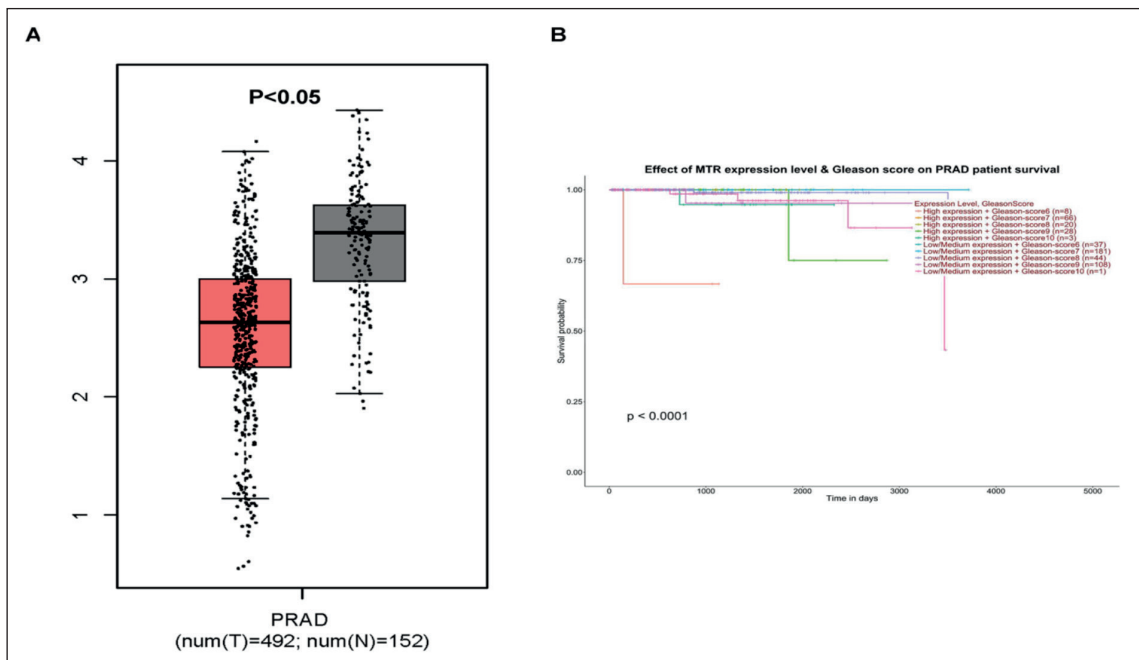 A
P<0.05
4
3
2
1
PRAD
(num(T)=492; num(N)=152)
B
Effect of MTR expression level & Gleason score on PRAD patient survival
1.00
0.75
0.50
0.25
0.00
Survival probability
Expression Level, GleasonScore
High expression + Gleason-score6 (n=8)
High expression + Gleason-score7 (n=66)
High expression + Gleason-score8 (n=20)
High expression + Gleason-score9 (n=28)
High expression + Gleason-score10 (n=3)
Low/Medium expression + Gleason-score6 (n=37)
Low/Medium expression + Gleason-score7 (n=181)
Low/Medium expression + Gleason-score8 (n=44)
Low/Medium expression + Gleason-score9 (n=108)
Low/Medium expression + Gleason-score10 (n=1)
p < 0.0001
0 1000 2000 3000 4000 5000
Time in days